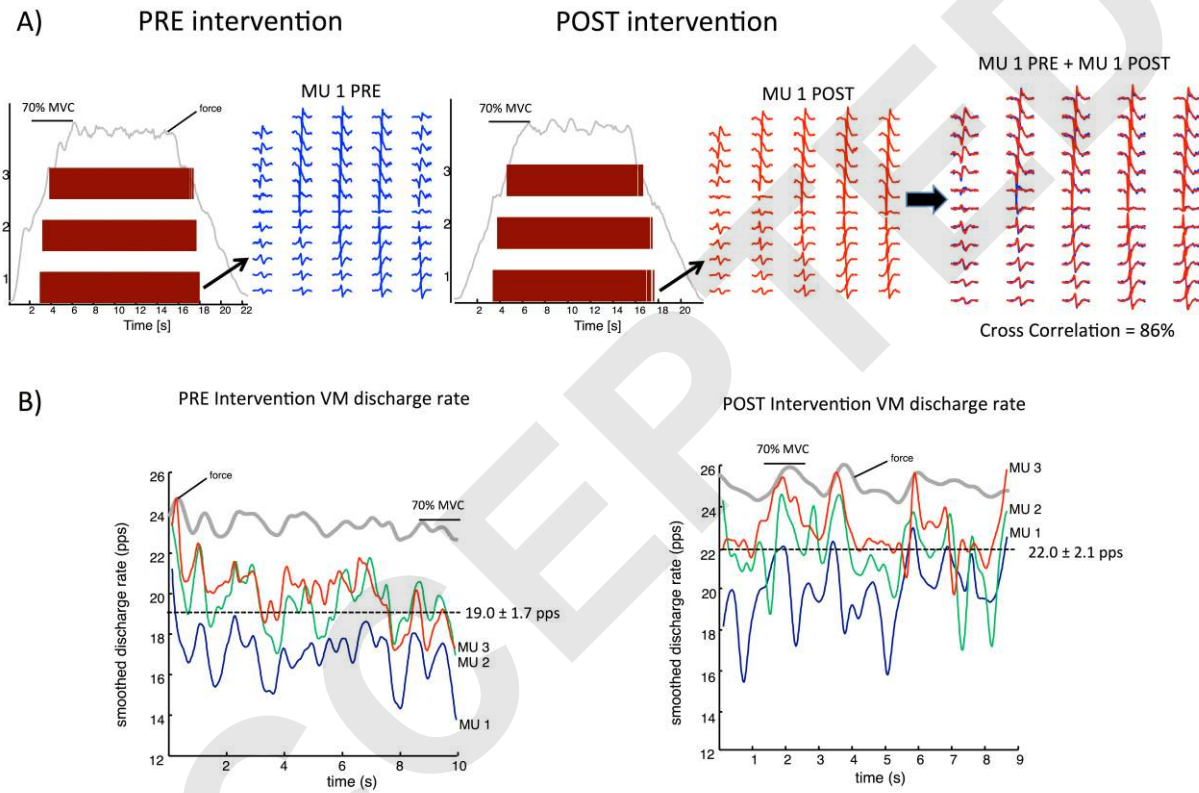 A)
PRE intervention
POST intervention
70% MVC
force
MU 1 PRE
3
2
1
2 4 6 8 10 12 14 16 18 20 22
Time [s]
70% MVC
MU 1 POST
3
2
1
2 4 6 8 10 12 14 16 18 20
Time [s]
MU 1 PRE + MU 1 POST
Cross Correlation = 86%
B)
PRE Intervention VM discharge rate
smoothed discharge rate (pps)
26
24
22
20
18
16
14
12
force
70% MVC
19.0 ± 1.7 pps
MU 3
MU 2
MU 1
2 4 6 8 10
time (s)
POST Intervention VM discharge rate
smoothed discharge rate (pps)
26
24
22
20
18
16
14
12
70% MVC
force
MU 3
MU 2
MU 1
22.0 ± 2.1 pps
1 2 3 4 5 6 7 8 9
time (s)
CCEPTED